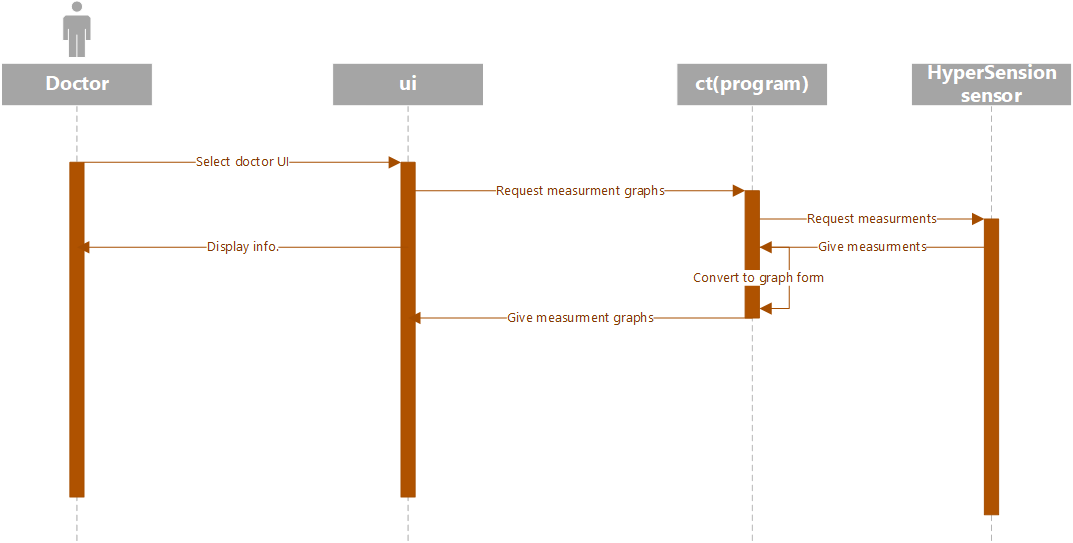 Doctor
ui
ct(program)
HyperSension
sensor
Select doctor UI
Request measurment graphs
Request measurments
Display info.
Give measurments
Convert to graph form
Give measurment graphs